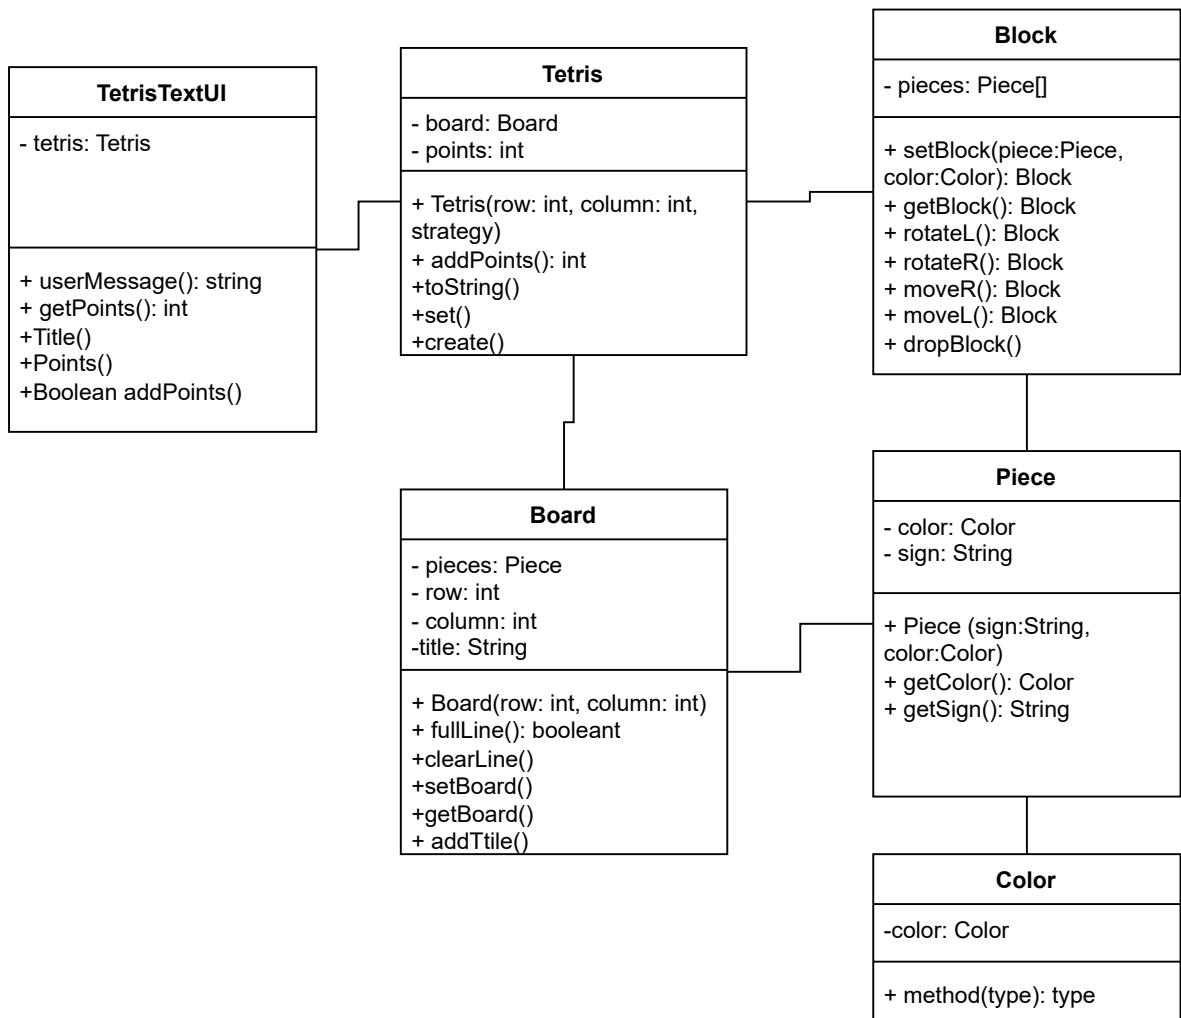 TetrisTextUI
- tetris: Tetris
+ userMessage(): string
+ getPoints(): int
+Title()
+Points()
+Boolean addPoints()
Tetris
- board: Board
- points: int
+ Tetris(row: int, column: int,
strategy)
+ addPoints(): int
+toString()
+set()
+create()
Block
- pieces: Piece[]
+ setBlock(piece:Piece,
color:Color): Block
+ getBlock(): Block
+ rotateL(): Block
+ rotateR(): Block
+ moveR(): Block
+ moveL(): Block
+ dropBlock()
Board
- pieces: Piece
- row: int
- column: int
-title: String
+ Board(row: int, column: int)
+ fullLine(): booleant
+clearLine()
+setBoard()
+getBoard()
+ addTtile()
Piece
- color: Color
- sign: String
+ Piece (sign:String,
color:Color)
+ getColor(): Color
+ getSign(): String
Color
-color: Color
+ method(type): type